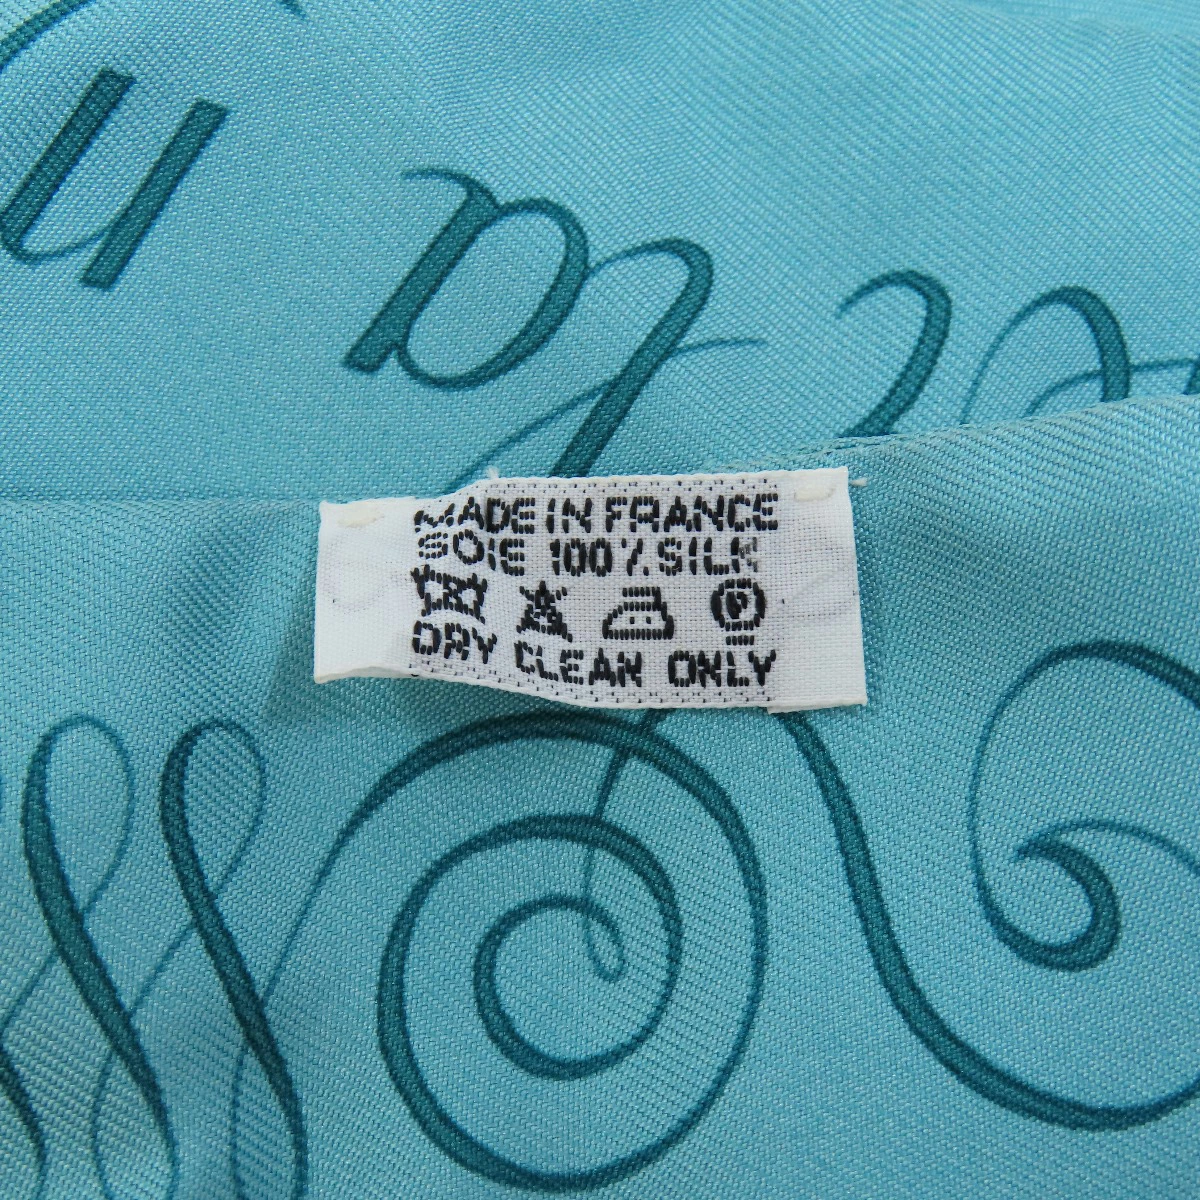 MADE IN FRANCE
SOIE 100% SILK
P
DRY CLEAN ONLY